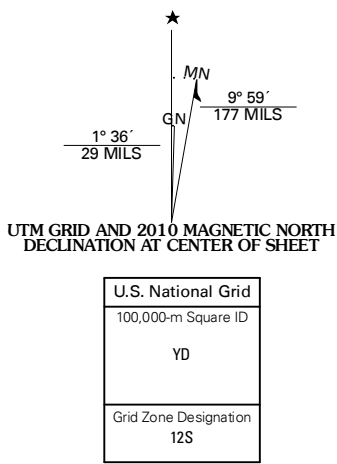 MN
9° 59´
177 MILS
GN
1° 36´
29 MILS
UTM GRID AND 2010 MAGNETIC NORTH
DECLINATION AT CENTER OF SHEET
U.S. National Grid
100,000-m Square ID
YD
Grid Zone Designation
12S